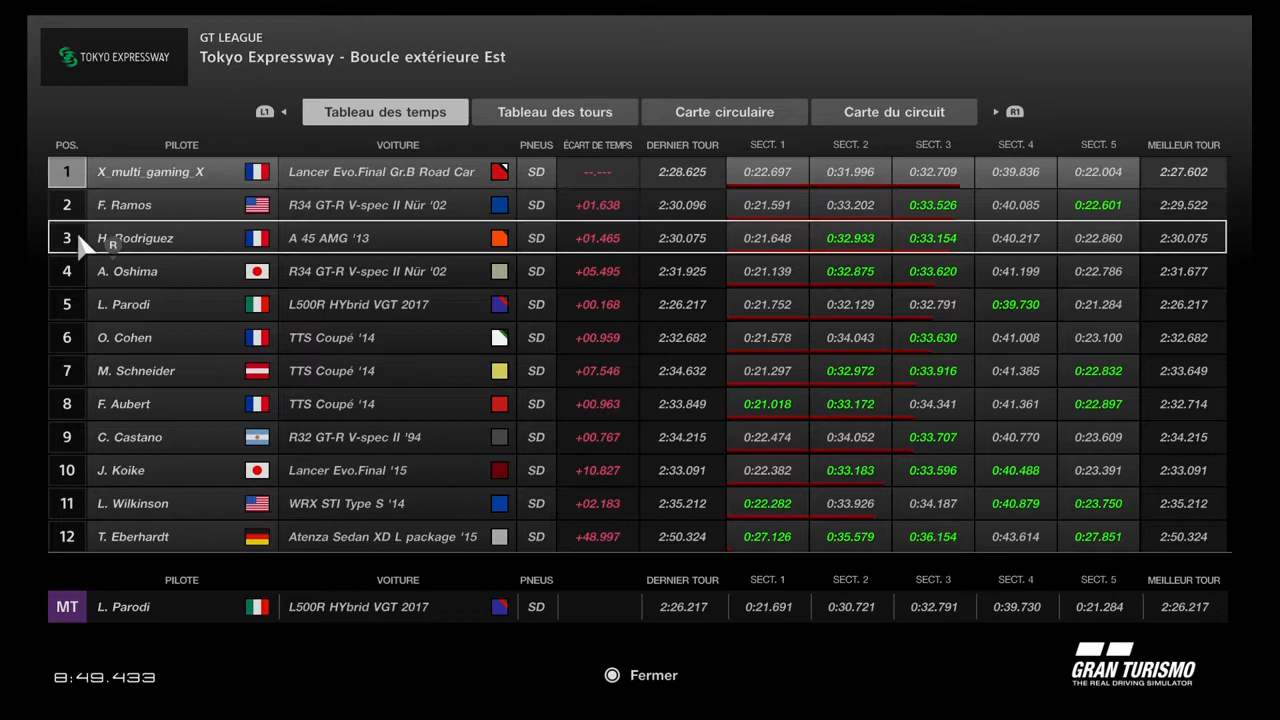 TOKYO EXPRESSWAY
GT LEAGUE
Tokyo Expressway - Boucle extérieure Est
L1 Tableau des temps Tableau des tours Carte circulaire Carte du circuit R1
POS. PILOTE VOITURE PNEUS ÉCART DE TEMPS DERNIER TOUR SECT. 1 SECT. 2 SECT. 3 SECT. 4 SECT. 5 MEILLEUR TOUR
1 X_multi_gaming_X Lancer Evo.Final Gr.B Road Car SD --.--- 2:28.625 0:22.697 0:31.996 0:32.709 0:39.836 0:22.004 2:27.602
2 F. Ramos R34 GT-R V-spec II Nür '02 SD +01.638 2:30.096 0:21.591 0:33.202 0:33.526 0:40.085 0:22.601 2:29.522
3 H. Rodriguez A 45 AMG '13 SD +01.465 2:30.075 0:21.648 0:32.933 0:33.154 0:40.217 0:22.860 2:30.075
R
4 A. Oshima R34 GT-R V-spec II Nür '02 SD +05.495 2:31.925 0:21.139 0:32.875 0:33.620 0:41.199 0:22.786 2:31.677
5 L. Parodi L500R HYbrid VGT 2017 SD +00.168 2:26.217 0:21.752 0:32.129 0:32.791 0:39.730 0:21.284 2:26.217
6 O. Cohen TTS Coupé '14 SD +00.959 2:32.682 0:21.578 0:34.043 0:33.630 0:41.008 0:23.100 2:32.682
7 M. Schneider TTS Coupé '14 SD +07.546 2:34.632 0:21.297 0:32.972 0:33.916 0:41.385 0:22.832 2:33.649
8 F. Aubert TTS Coupé '14 SD +00.963 2:33.849 0:21.018 0:33.172 0:34.341 0:41.361 0:22.897 2:32.714
9 C. Castano R32 GT-R V-spec II '94 SD +00.767 2:34.215 0:22.474 0:34.052 0:33.707 0:40.770 0:23.609 2:34.215
10 J. Koike Lancer Evo.Final '15 SD +10.827 2:33.091 0:22.382 0:33.183 0:33.596 0:40.488 0:23.391 2:33.091
11 L. Wilkinson WRX STI Type S '14 SD +02.183 2:35.212 0:22.282 0:33.926 0:34.187 0:40.879 0:23.750 2:35.212
12 T. Eberhardt Atenza Sedan XD L package '15 SD +48.997 2:50.324 0:27.126 0:35.579 0:36.154 0:43.614 0:27.851 2:50.324
PILOTE VOITURE PNEUS DERNIER TOUR SECT. 1 SECT. 2 SECT. 3 SECT. 4 SECT. 5 MEILLEUR TOUR
MT L. Parodi L500R HYbrid VGT 2017 SD 2:26.217 0:21.691 0:30.721 0:32.791 0:39.730 0:21.284 2:26.217
8:49.433
Fermer
GRAN TURISMO
THE REAL DRIVING SIMULATOR